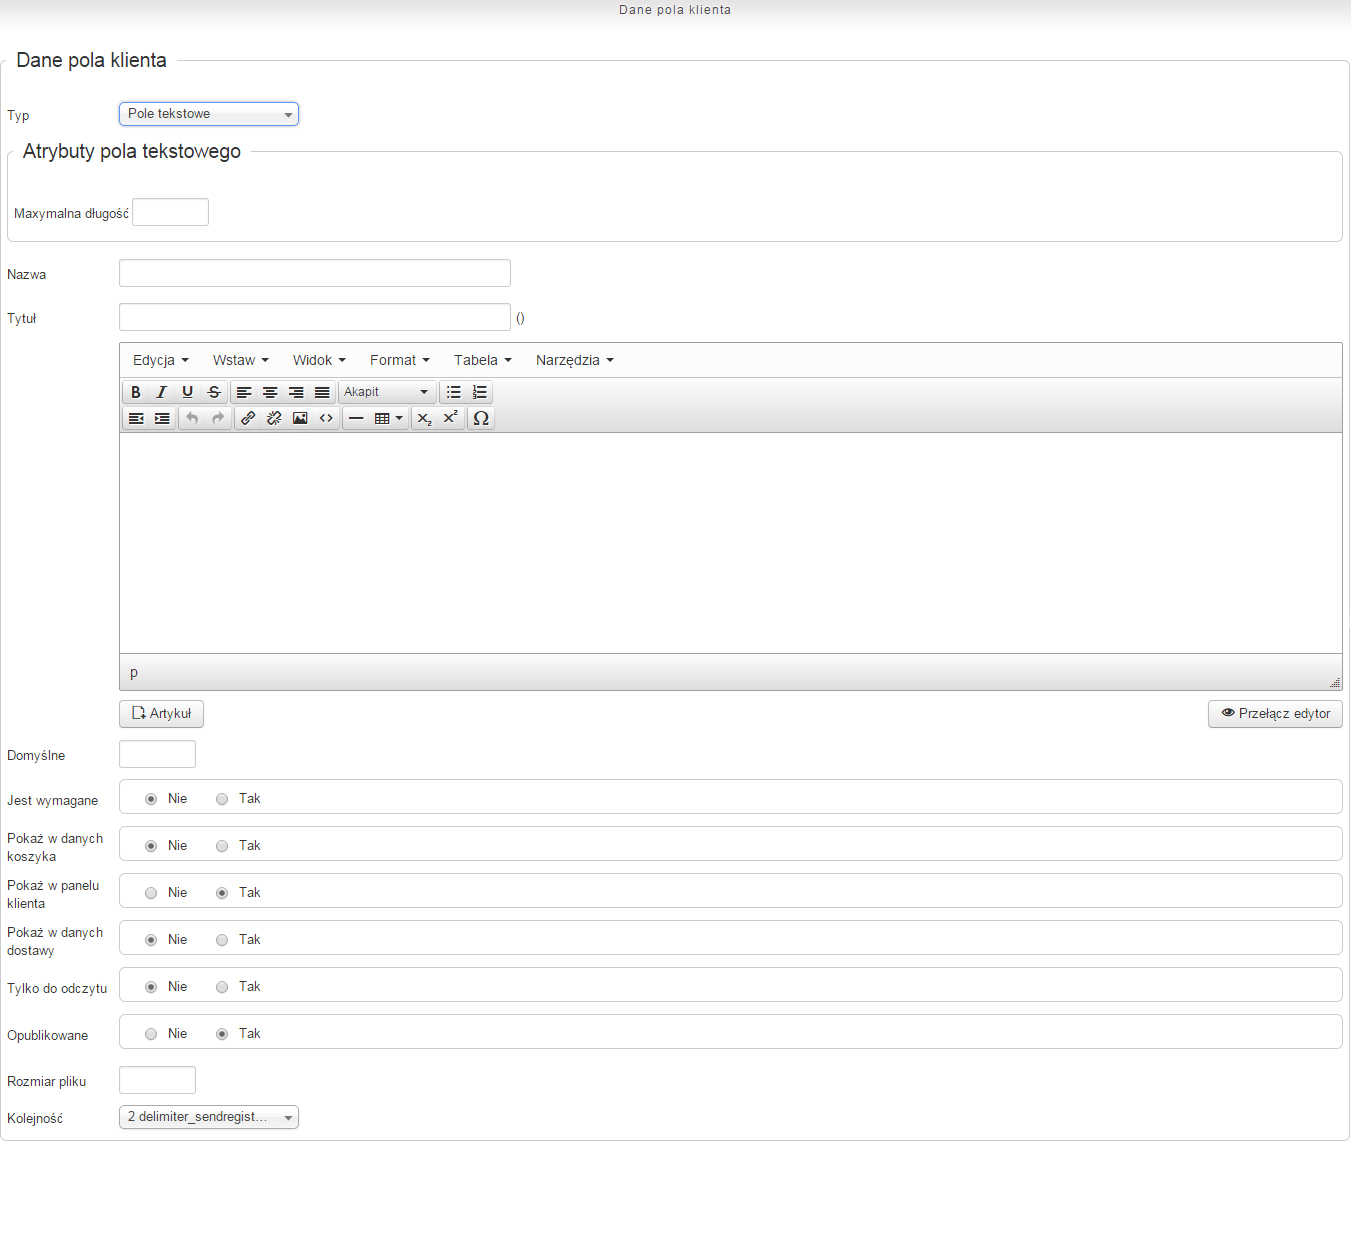 Dane pola klienta
Dane pola klienta
Typ Pole tekstowe
Atrybuty pola tekstowego
Maxymalna długość
Nazwa
Tytuł ()
Edycja Wstaw Widok Format Tabela Narzędzia
B I U S Akapit
x₂ x² Ω
p
Artykuł Przełącz edytor
Domyślne
Jest wymagane Nie Tak
Pokaż w danych koszyka Nie Tak
Pokaż w panelu klienta Nie Tak
Pokaż w danych dostawy Nie Tak
Tylko do odczytu Nie Tak
Opublikowane Nie Tak
Rozmiar pliku
Kolejność 2 delimiter_sendregist...